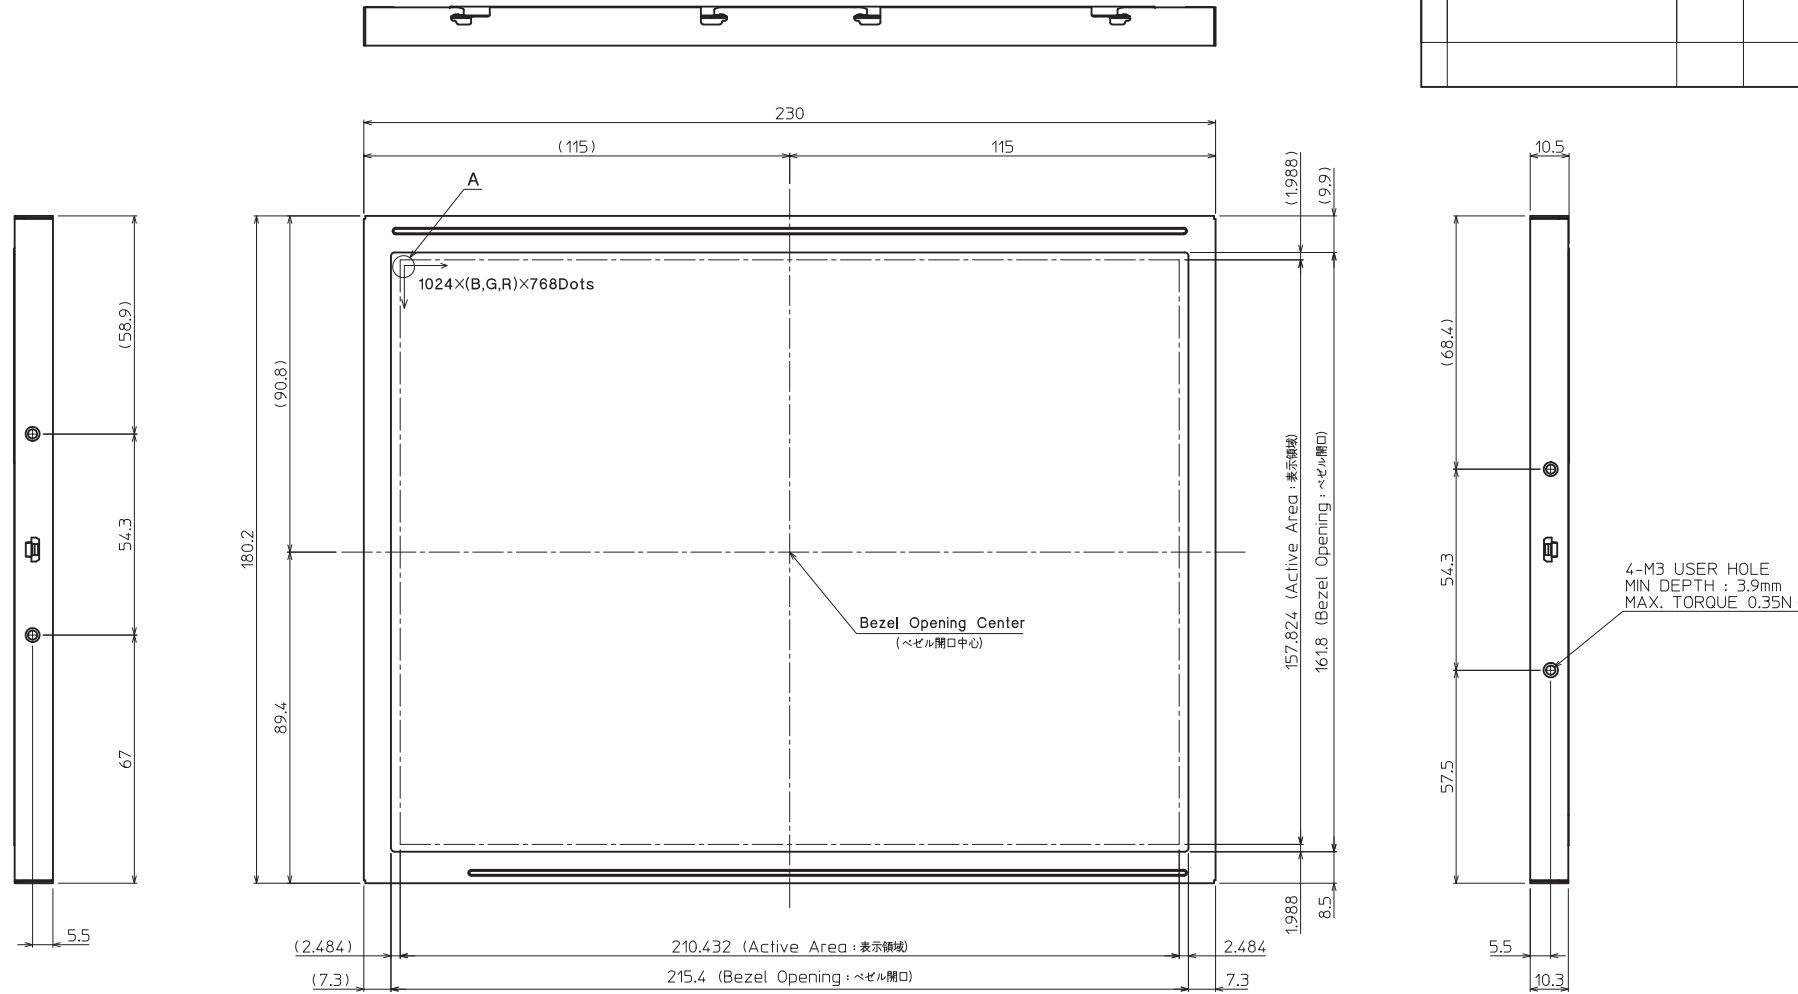 230
(115)
115
10.5
A
(1.988)
(9.9)
1024×(B,G,R)×768Dots
(58.9)
(90.8)
(68.4)
180.2
54.3
157.824 (Active Area：表示領域)
161.8 (Bezel Opening：ベゼル開口)
54.3
4-M3 USER HOLE
MIN DEPTH : 3.9mm
MAX. TORQUE 0.35N
Bezel Opening Center
(ベゼル開口中心)
89.4
67
57.5
1.988
8.5
5.5
(2.484)
210.432 (Active Area：表示領域)
2.484
5.5
(7.3)
215.4 (Bezel Opening：ベゼル開口)
7.3
10.3